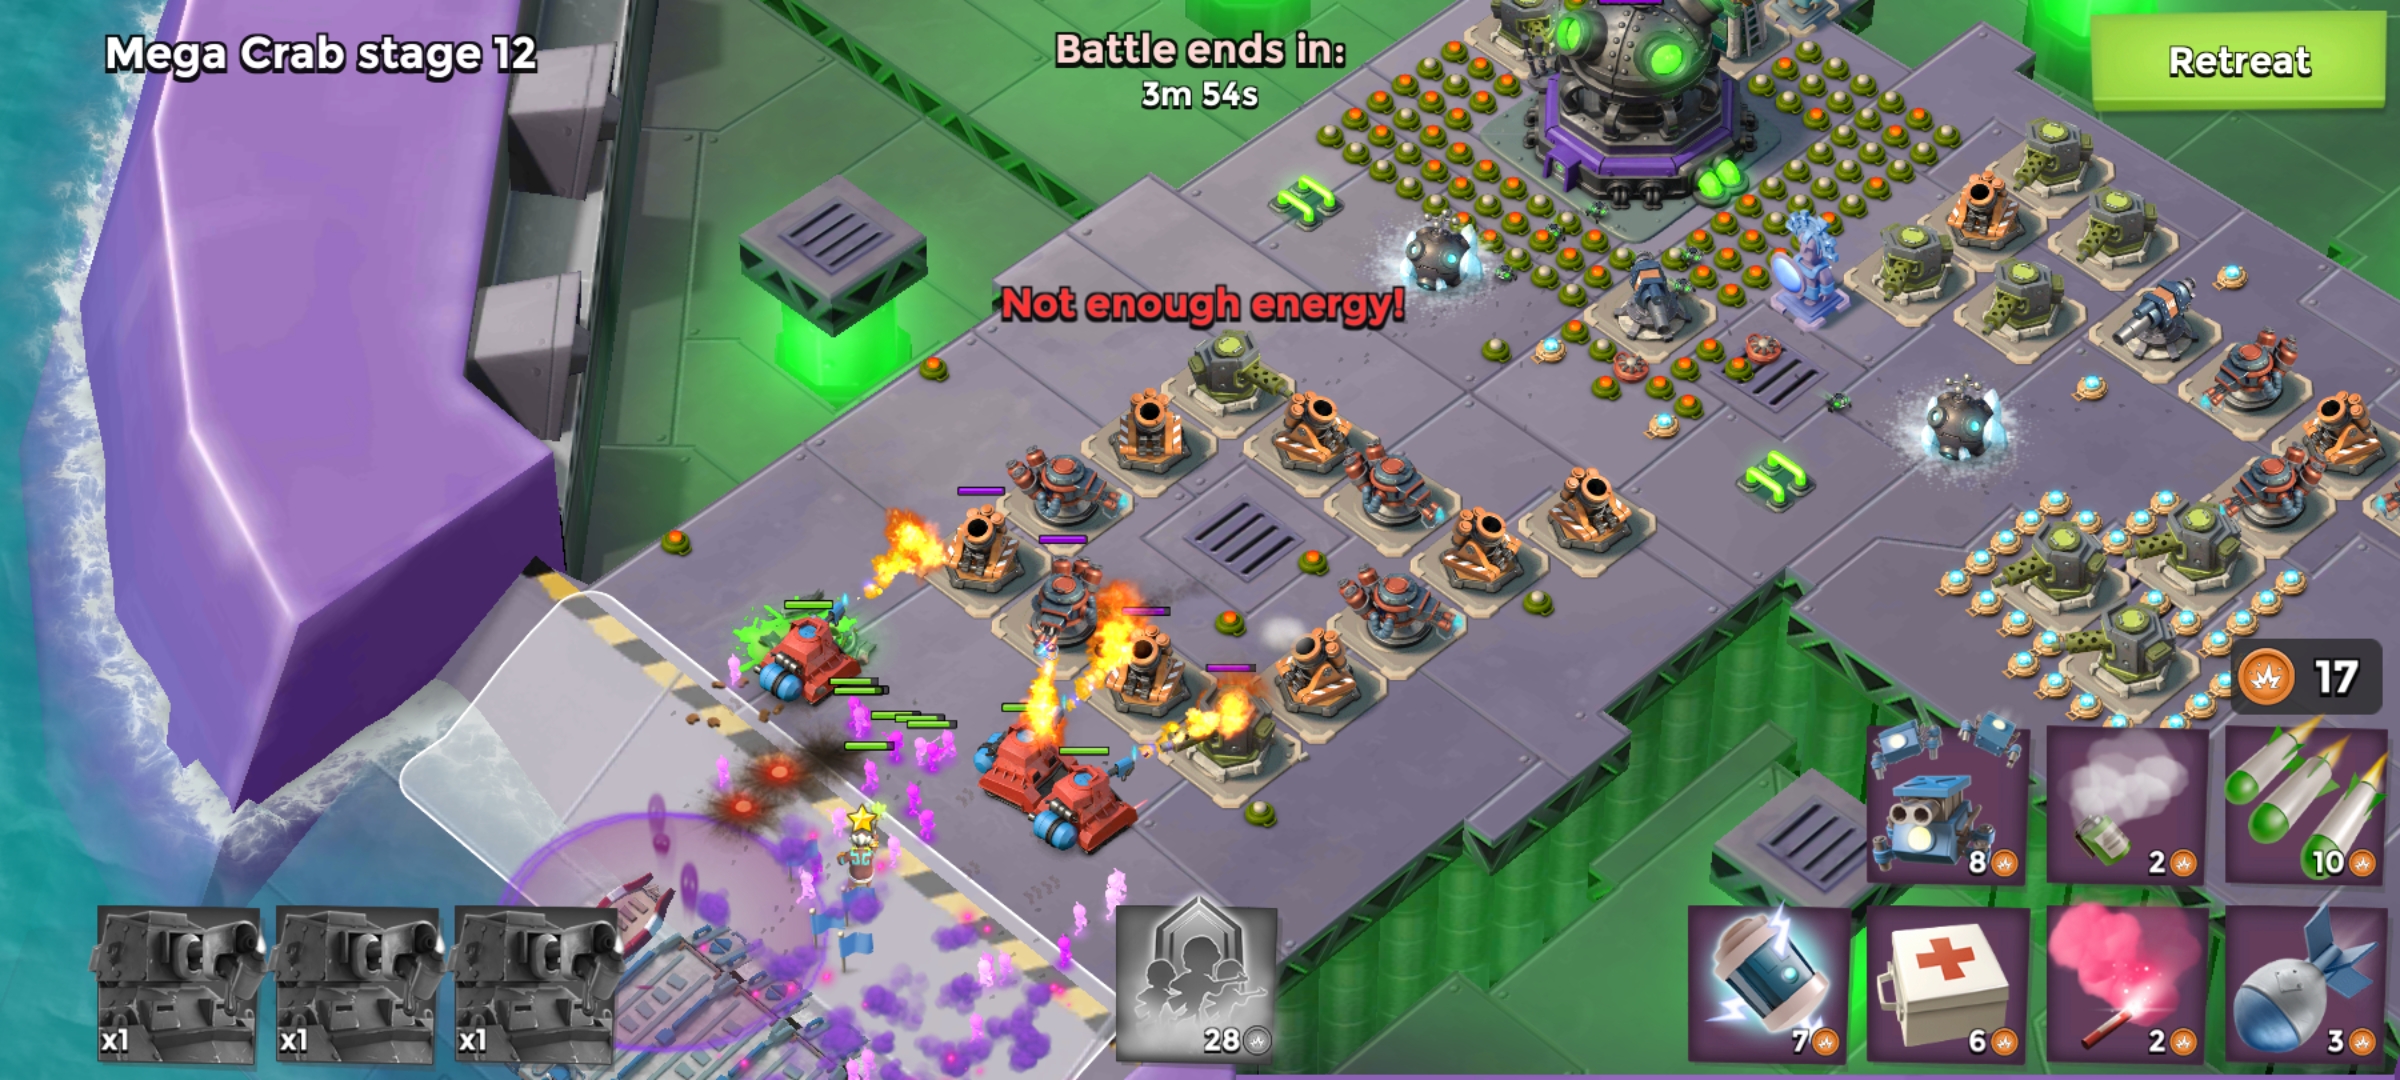 Mega Crab stage 12
Battle ends in:
3m 54s
Retreat
Not enough energy!
17
8
2
10
x1
x1
x1
28
7
6
2
3
52